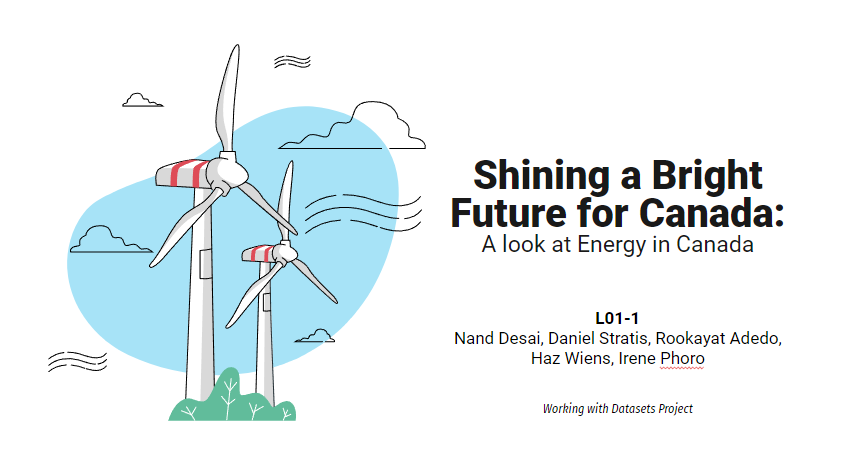 Shining a Bright
Future for Canada:
A look at Energy in Canada
L01-1
Nand Desai, Daniel Stratis, Rookayat Adedo,
Haz Wiens, Irene Phoro
Working with Datasets Project